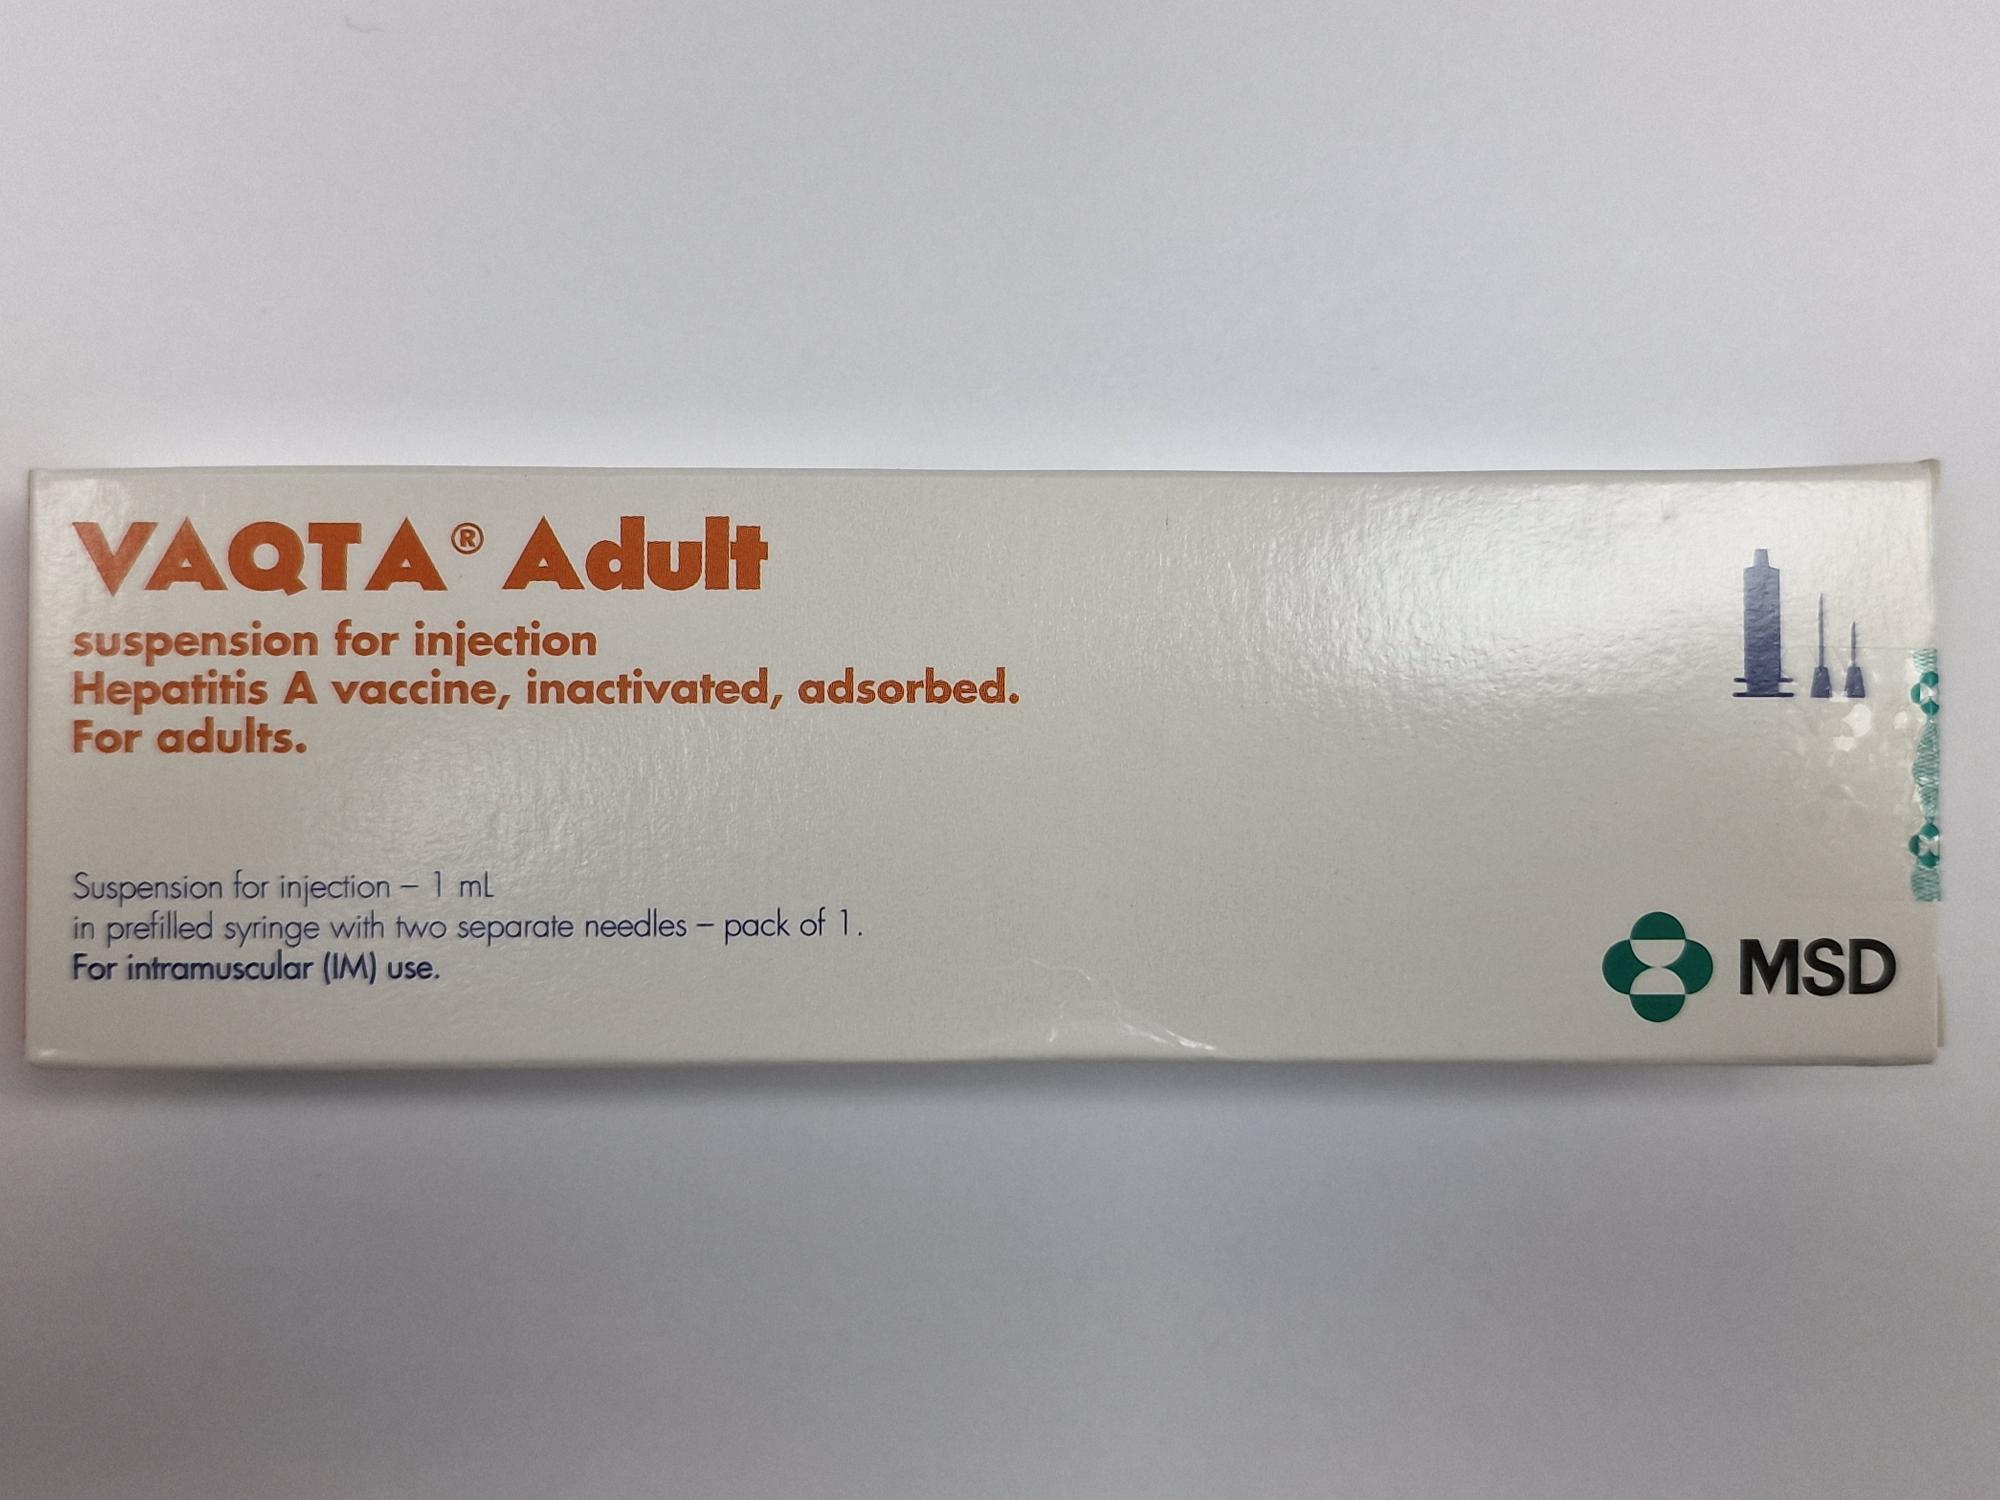 VAQTA® Adult
suspension for injection
Hepatitis A vaccine, inactivated, adsorbed.
For adults.
Suspension for injection – 1 mL
in prefilled syringe with two separate needles – pack of 1.
For intramuscular (IM) use.
MSD